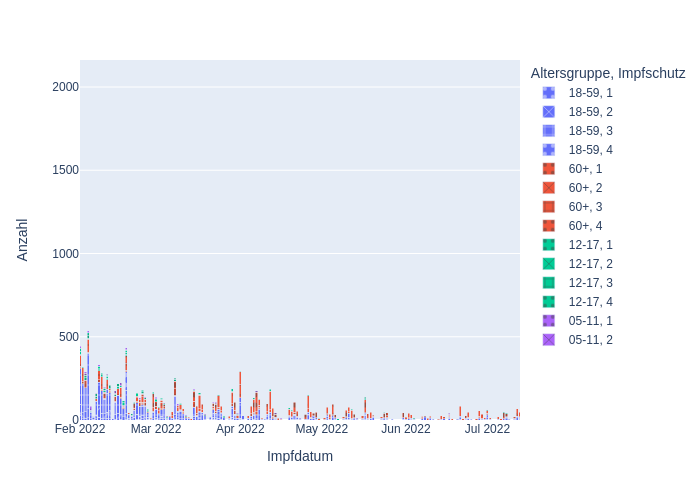 2000
1500
1000
500
0
Anzahl
Feb 2022
Mar 2022
Apr 2022
May 2022
Jun 2022
Jul 2022
Impfdatum
Altersgruppe, Impfschutz
18-59, 1
18-59, 2
18-59, 3
18-59, 4
60+, 1
60+, 2
60+, 3
60+, 4
12-17, 1
12-17, 2
12-17, 3
12-17, 4
05-11, 1
05-11, 2